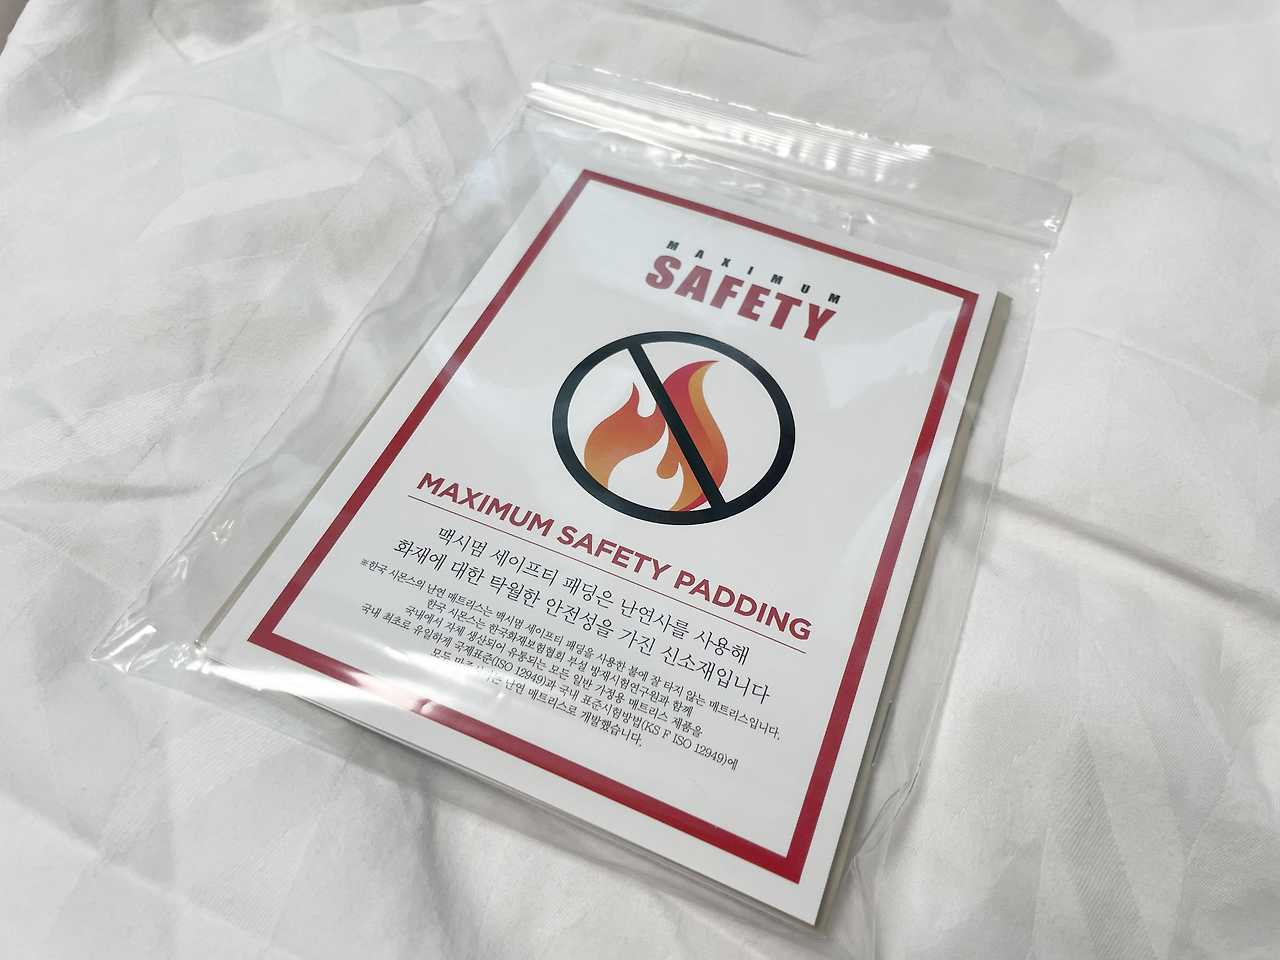 MAXIMUM
SAFETY
MAXIMUM SAFETY PADDING
맥시멈 세이프티 패딩은 난연사를 사용해
화재에 대한 탁월한 안전성을 가진 신소재입니다
※한국 시몬스의 난연 매트리스는 맥시멈 세이프티 패딩을 사용한 불에 잘 타지 않는 매트리스입니다.
한국 시몬스는 한국화재보험협회 부설 방재시험연구원과 함께
국내에서 자체 생산되어 유통되는 모든 일반 가정용 매트리스 제품을
국내 최초로 유일하게 국제표준(ISO 12949)과 국내 표준시험방법(KS F ISO 12949)에
모두 난연 매트리스로 개발했습니다.